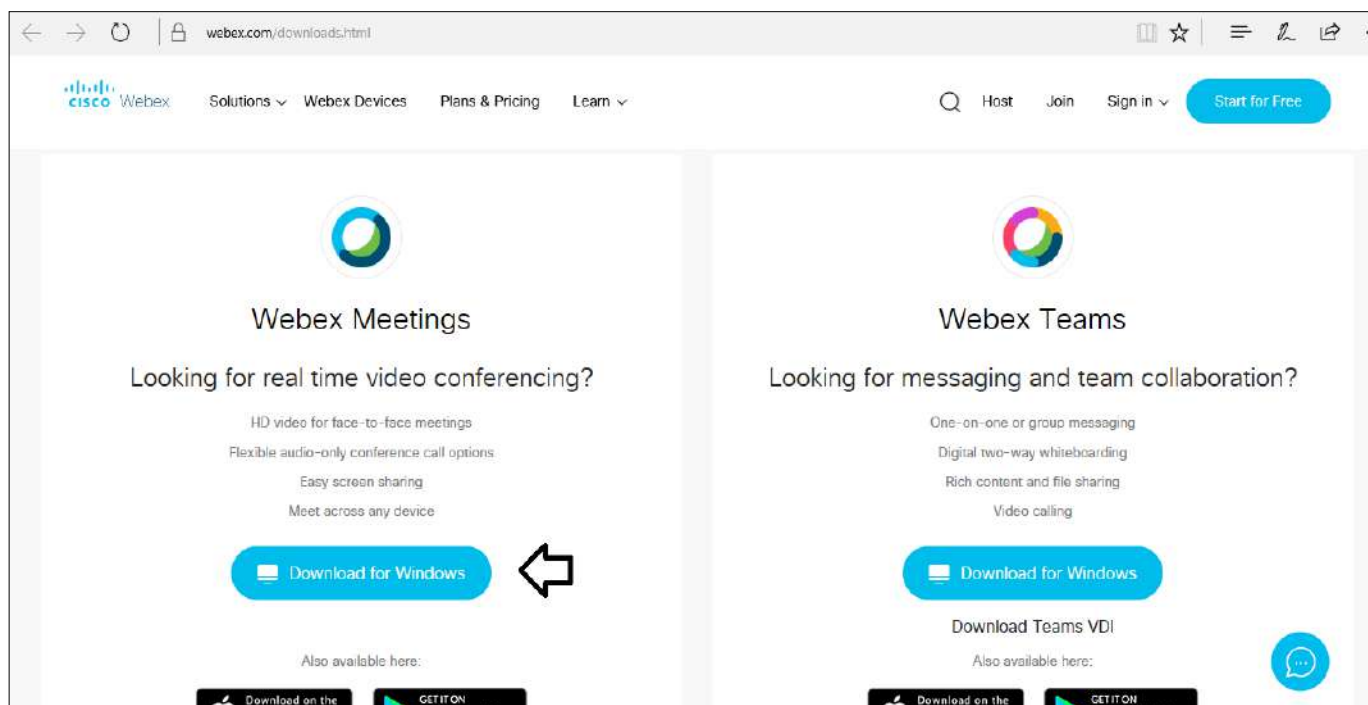 webex.com/downloads.html
CISCO Webex Solutions Webex Devices Plans & Pricing Learn Host Join Sign in Start for Free
Webex Meetings
Looking for real time video conferencing?
HD video for face-to-face meetings
Flexible audio-only conference call options
Easy screen sharing
Meet across any device
Download for Windows
Also available here:
Download on the
GET IT ON
Webex Teams
Looking for messaging and team collaboration?
One-on-one or group messaging
Digital two-way whiteboarding
Rich content and file sharing
Video calling
Download for Windows
Download Teams VDI
Also available here:
Download on the
GET IT ON